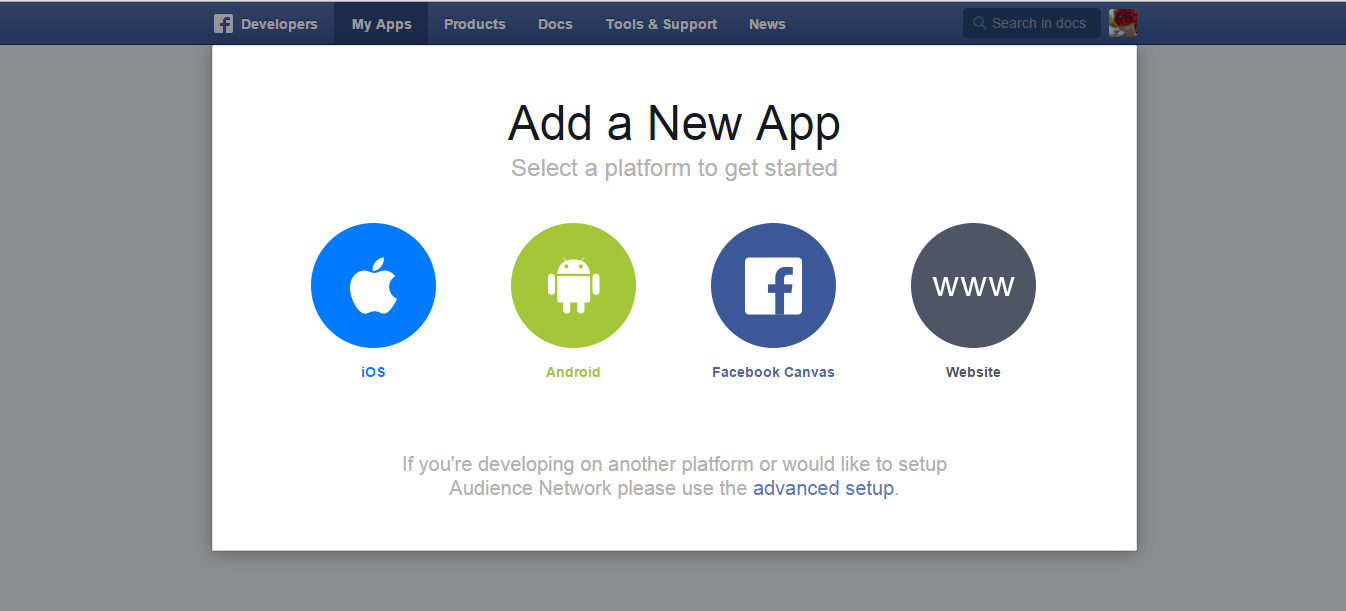 Developers My Apps Products Docs Tools & Support News Search in docs
Add a New App
Select a platform to get started
www
iOS Android Facebook Canvas Website
If you're developing on another platform or would like to setup
Audience Network please use the advanced setup.